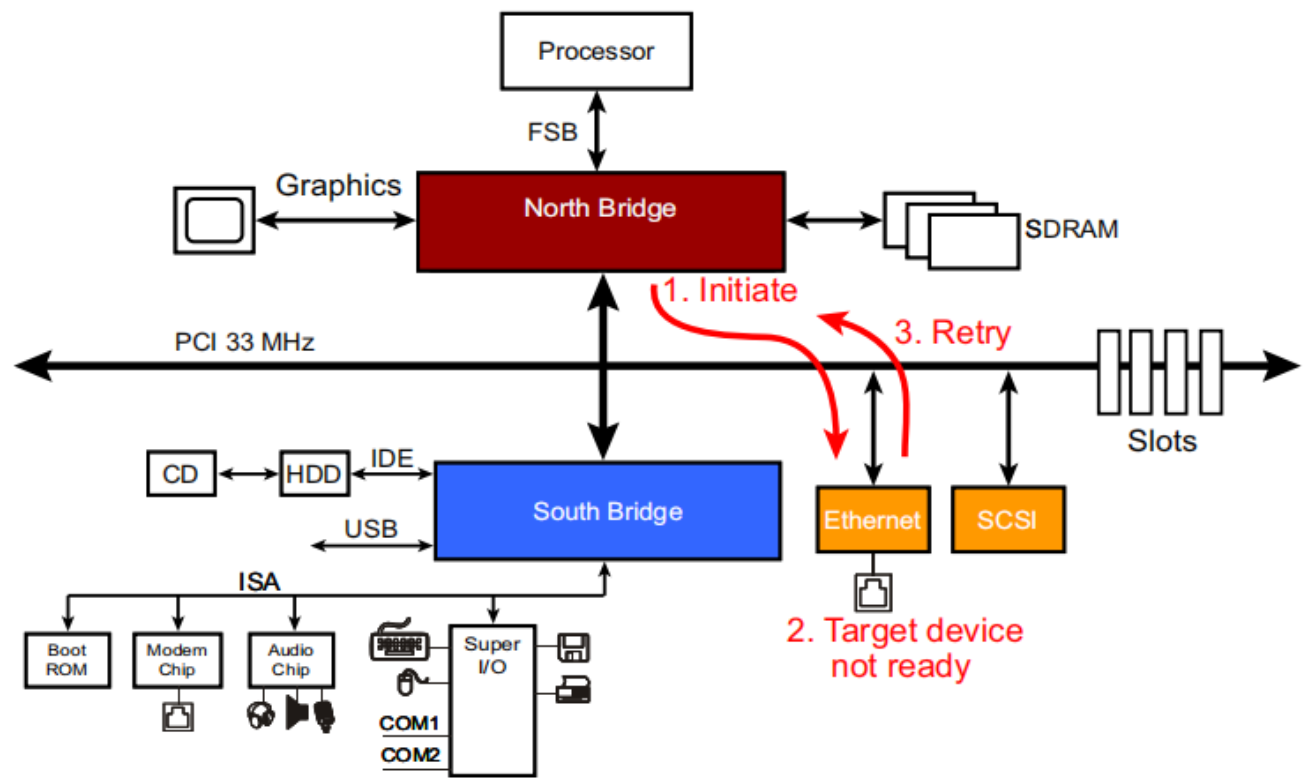 Processor
FSB
Graphics
North Bridge
SDRAM
1. Initiate
3. Retry
PCI 33 MHz
Slots
CD
HDD
IDE
South Bridge
Ethernet
SCSI
USB
ISA
2. Target device
not ready
Boot
ROM
Modem
Chip
Audio
Chip
Super
I/O
COM1
COM2